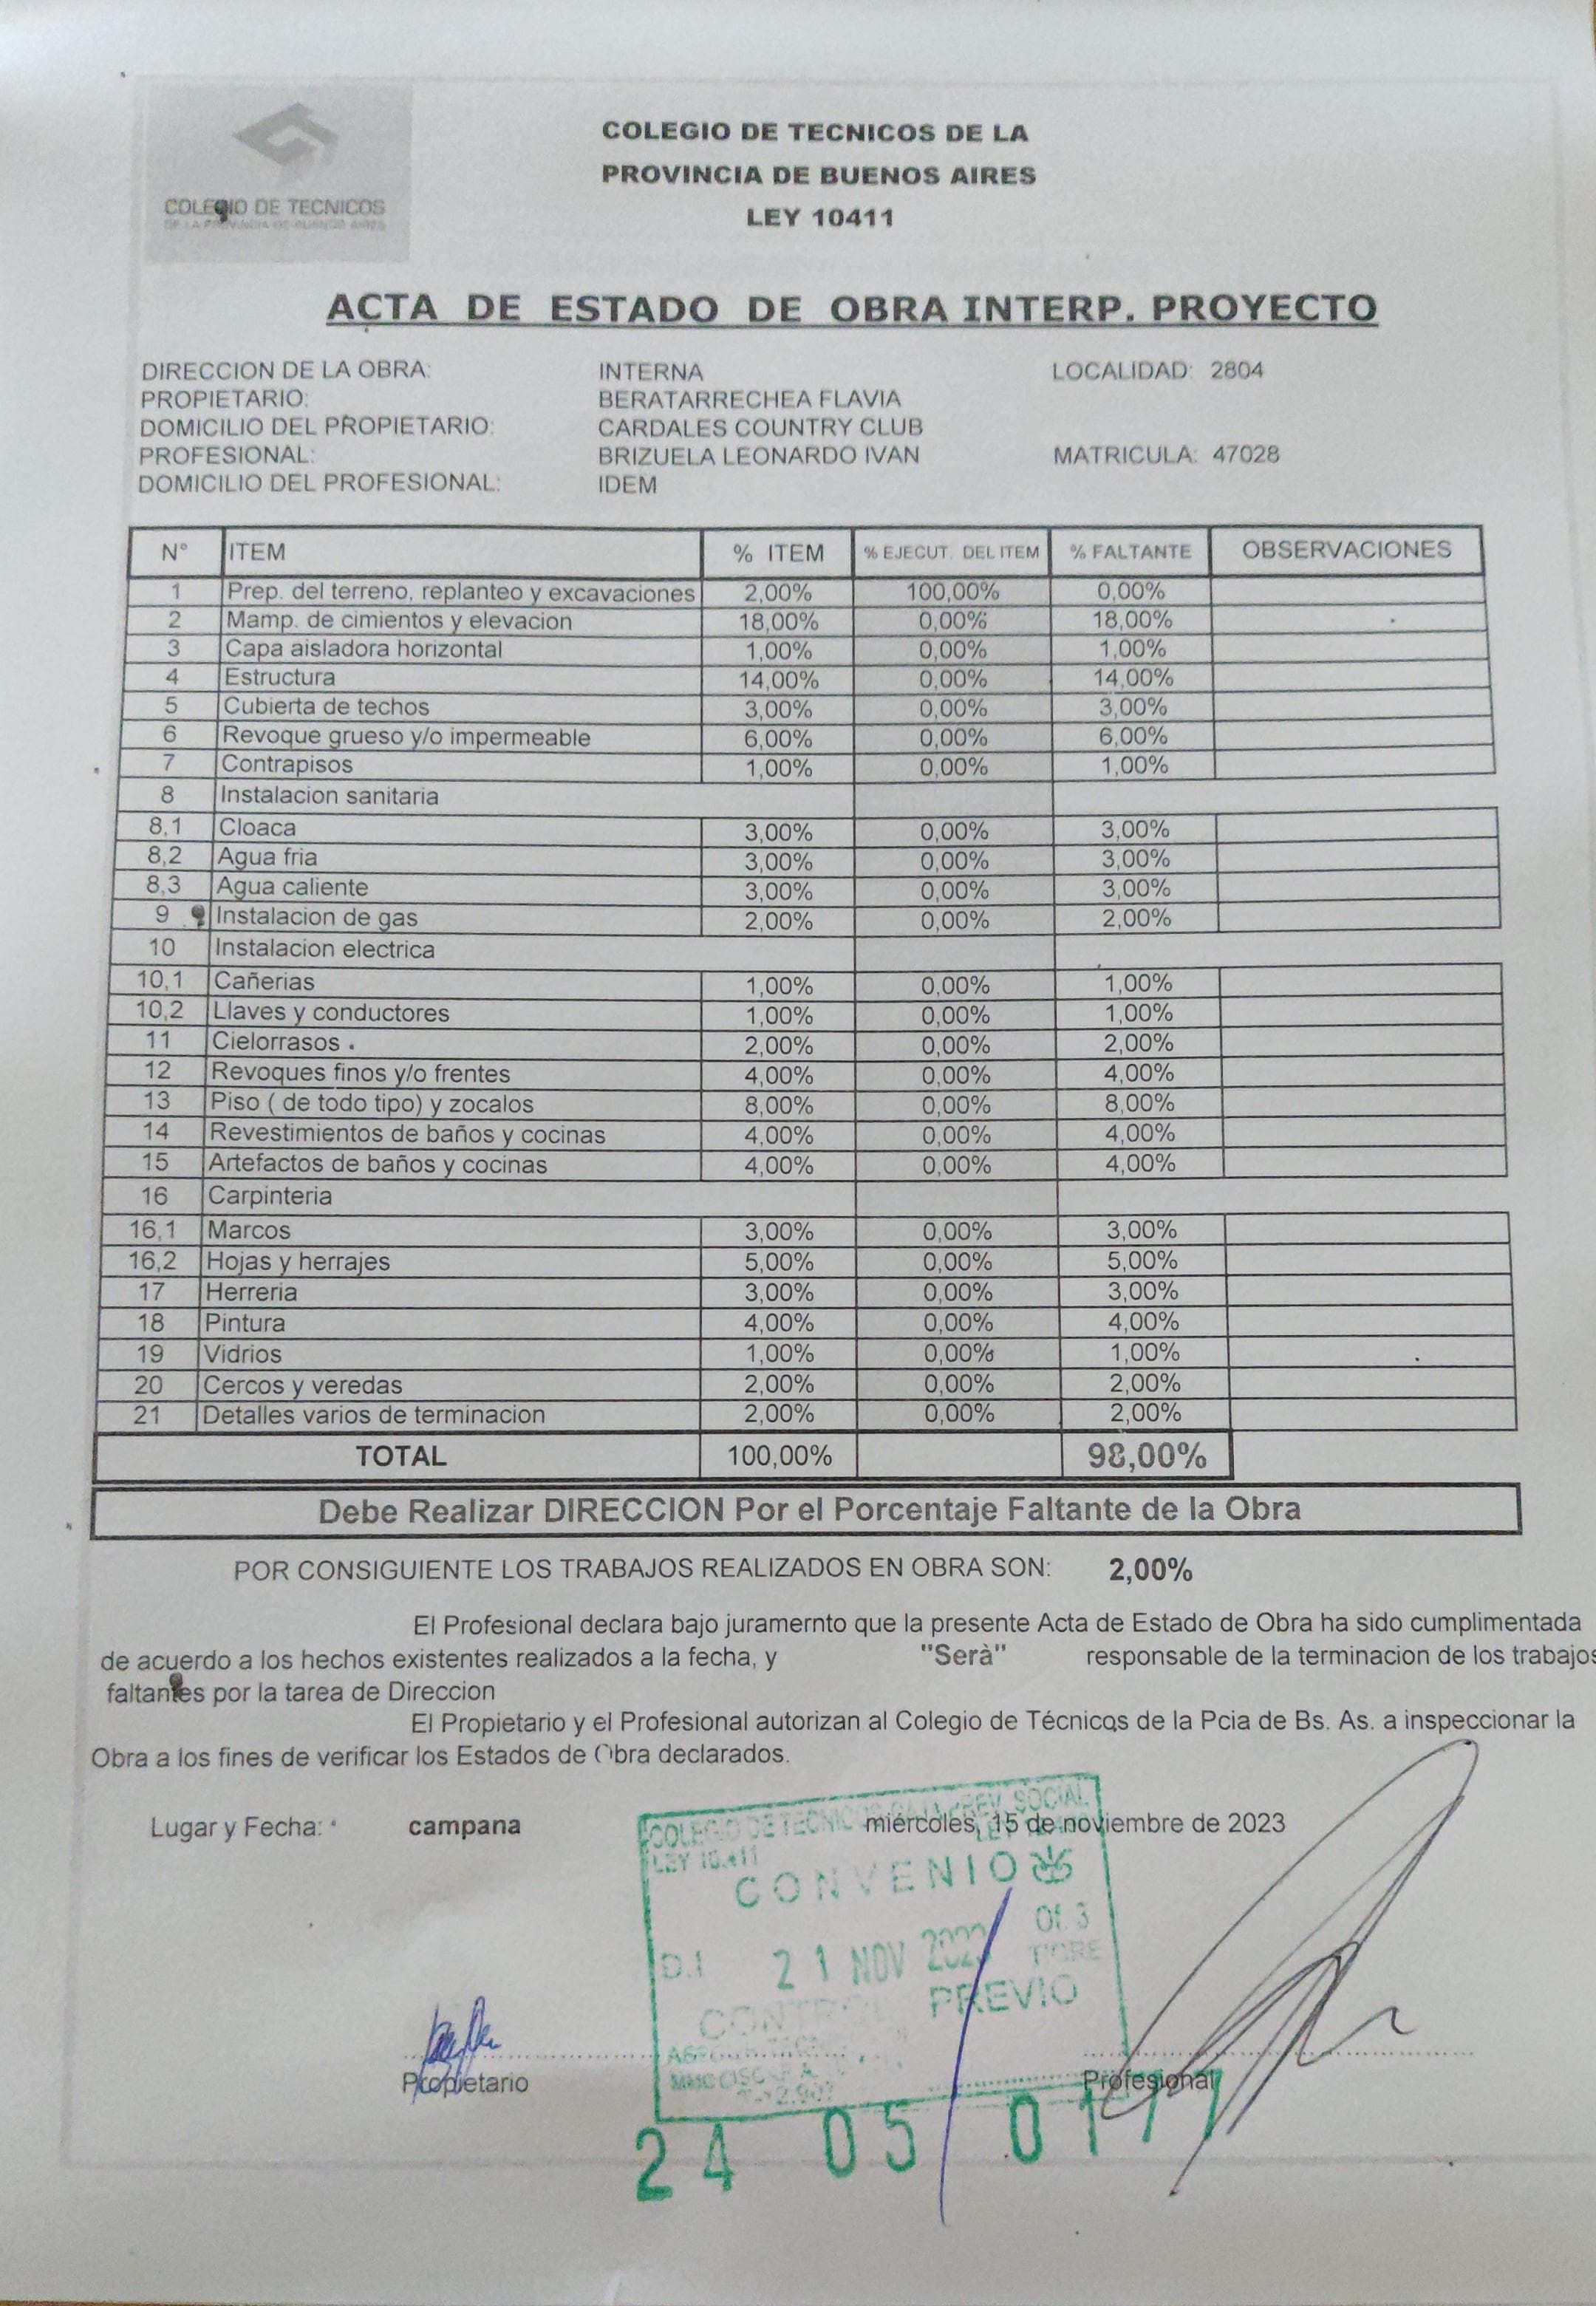 COLEGIO DE TECNICOS
DE LA PROVINCIA DE BUENOS AIRES
COLEGIO DE TECNICOS DE LA
PROVINCIA DE BUENOS AIRES
LEY 10411
ACTA DE ESTADO DE OBRA INTERP. PROYECTO
DIRECCION DE LA OBRA: INTERNA LOCALIDAD: 2804
PROPIETARIO: BERATARRECHEA FLAVIA
DOMICILIO DEL PROPIETARIO: CARDALES COUNTRY CLUB
PROFESIONAL: BRIZUELA LEONARDO IVAN MATRICULA: 47028
DOMICILIO DEL PROFESIONAL: IDEM
N° ITEM % ITEM % EJECUT. DEL ITEM % FALTANTE OBSERVACIONES
1 Prep. del terreno, replanteo y excavaciones 2,00% 100,00% 0,00%
2 Mamp. de cimientos y elevacion 18,00% 0,00% 18,00%
3 Capa aisladora horizontal 1,00% 0,00% 1,00%
4 Estructura 14,00% 0,00% 14,00%
5 Cubierta de techos 3,00% 0,00% 3,00%
6 Revoque grueso y/o impermeable 6,00% 0,00% 6,00%
7 Contrapisos 1,00% 0,00% 1,00%
8 Instalacion sanitaria
8,1 Cloaca 3,00% 0,00% 3,00%
8,2 Agua fria 3,00% 0,00% 3,00%
8,3 Agua caliente 3,00% 0,00% 3,00%
9 Instalacion de gas 2,00% 0,00% 2,00%
10 Instalacion electrica
10,1 Cañerias 1,00% 0,00% 1,00%
10,2 Llaves y conductores 1,00% 0,00% 1,00%
11 Cielorrasos 2,00% 0,00% 2,00%
12 Revoques finos y/o frentes 4,00% 0,00% 4,00%
13 Piso ( de todo tipo) y zocalos 8,00% 0,00% 8,00%
14 Revestimientos de baños y cocinas 4,00% 0,00% 4,00%
15 Artefactos de baños y cocinas 4,00% 0,00% 4,00%
16 Carpinteria
16,1 Marcos 3,00% 0,00% 3,00%
16,2 Hojas y herrajes 5,00% 0,00% 5,00%
17 Herreria 3,00% 0,00% 3,00%
18 Pintura 4,00% 0,00% 4,00%
19 Vidrios 1,00% 0,00% 1,00%
20 Cercos y veredas 2,00% 0,00% 2,00%
21 Detalles varios de terminacion 2,00% 0,00% 2,00%
TOTAL 100,00% 98,00%
Debe Realizar DIRECCION Por el Porcentaje Faltante de la Obra
POR CONSIGUIENTE LOS TRABAJOS REALIZADOS EN OBRA SON: 2,00%
El Profesional declara bajo juramernto que la presente Acta de Estado de Obra ha sido cumplimentada
de acuerdo a los hechos existentes realizados a la fecha, y "Serà" responsable de la terminacion de los trabajos
faltantes por la tarea de Direccion
El Propietario y el Profesional autorizan al Colegio de Técnicos de la Pcia de Bs. As. a inspeccionar la
Obra a los fines de verificar los Estados de Obra declarados.
Lugar y Fecha: campana miércoles, 15 de noviembre de 2023
COLEGIO DE TECNICOS PREV. SOCIAL
LEY 10.411
CONVENIO
Of. 3
D.I 21 NOV 2023 TIGRE
PREVIO
Propietario Profesional
24 05 0177